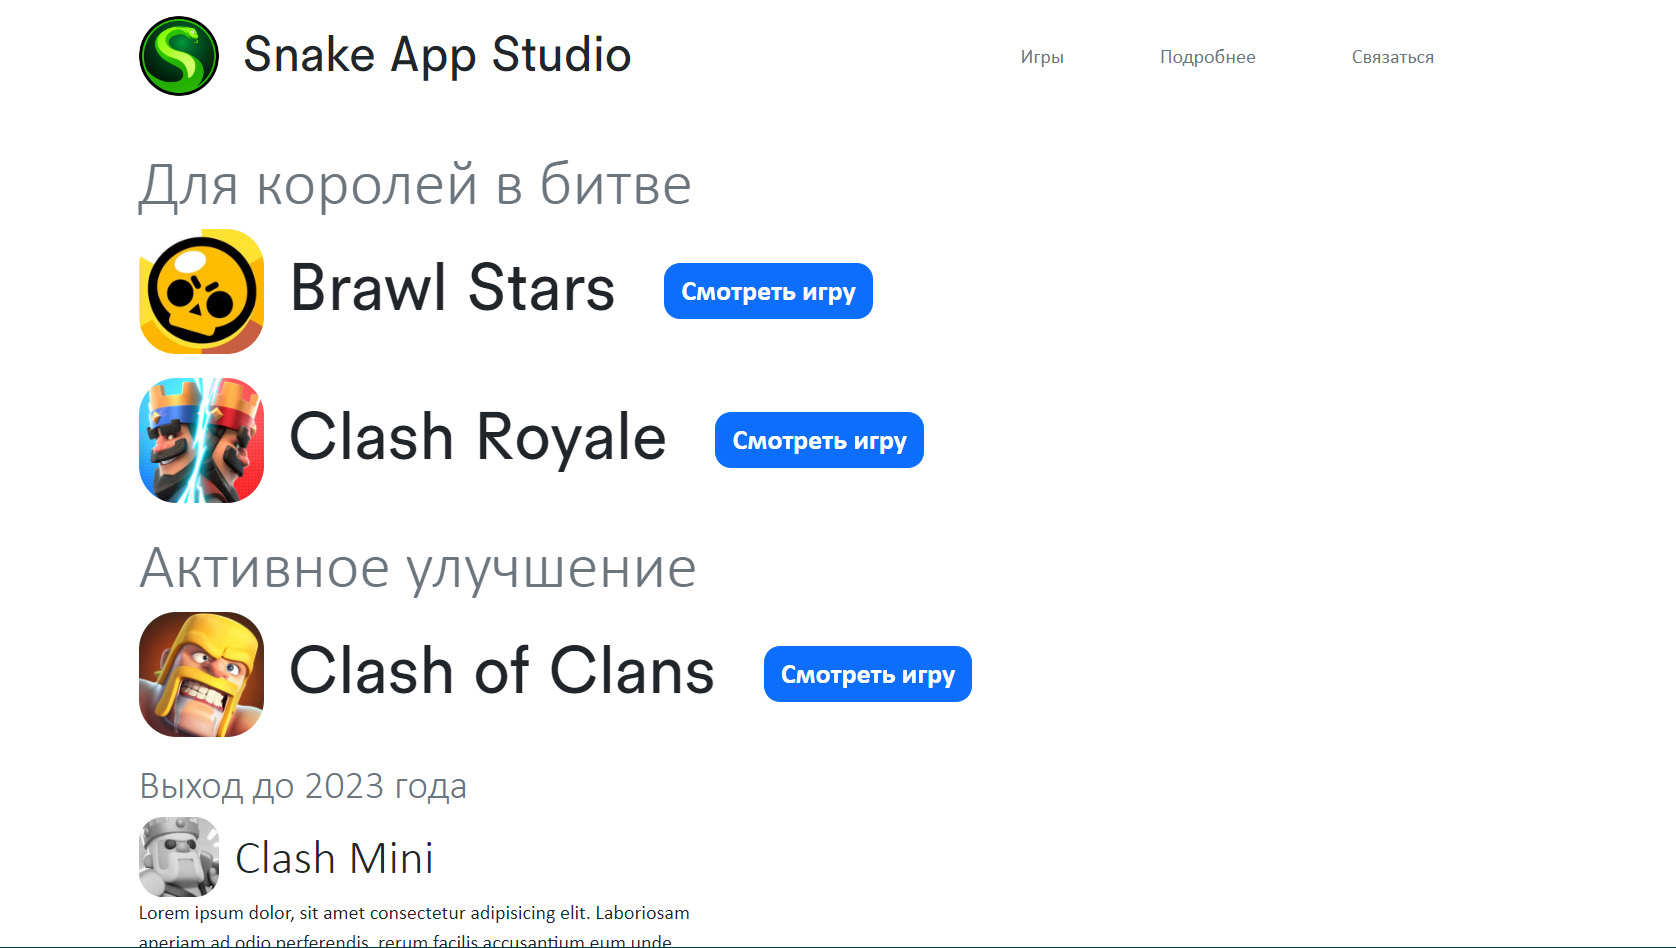 Snake App Studio
Игры Подробнее Связаться
Для королей в битве
Brawl Stars Смотреть игру
Clash Royale Смотреть игру
Активное улучшение
Clash of Clans Смотреть игру
Выход до 2023 года
Clash Mini
Lorem ipsum dolor, sit amet consectetur adipisicing elit. Laboriosam
aperiam ad odio perferendis, rerum facilis accusantium eum unde